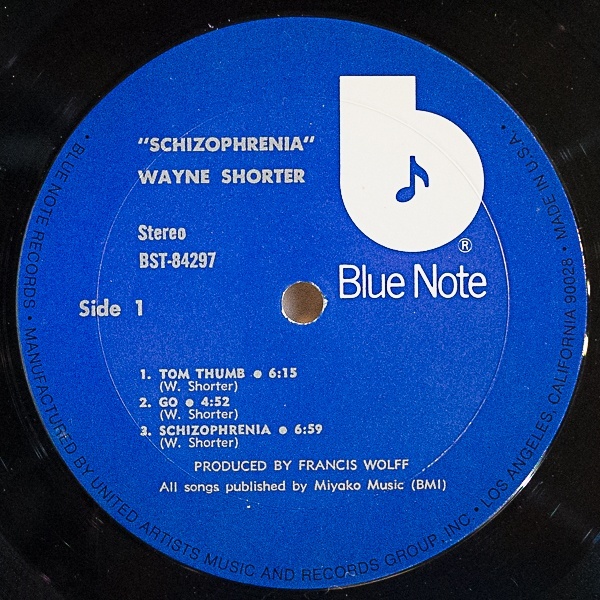 "SCHIZOPHRENIA"
WAYNE SHORTER
Stereo
BST-84297
Side 1
®
Blue Note
1. TOM THUMB ● 6:15
(W. Shorter)
2. GO ● 4:52
(W. Shorter)
3. SCHIZOPHRENIA ● 6:59
(W. Shorter)
PRODUCED BY FRANCIS WOLFF
All songs published by Miyako Music (BMI)
• BLUE NOTE RECORDS • MANUFACTURED BY UNITED ARTISTS MUSIC AND RECORDS GROUP, INC • LOS ANGELES, CALIFORNIA 90028 • MADE IN U.S.A. •